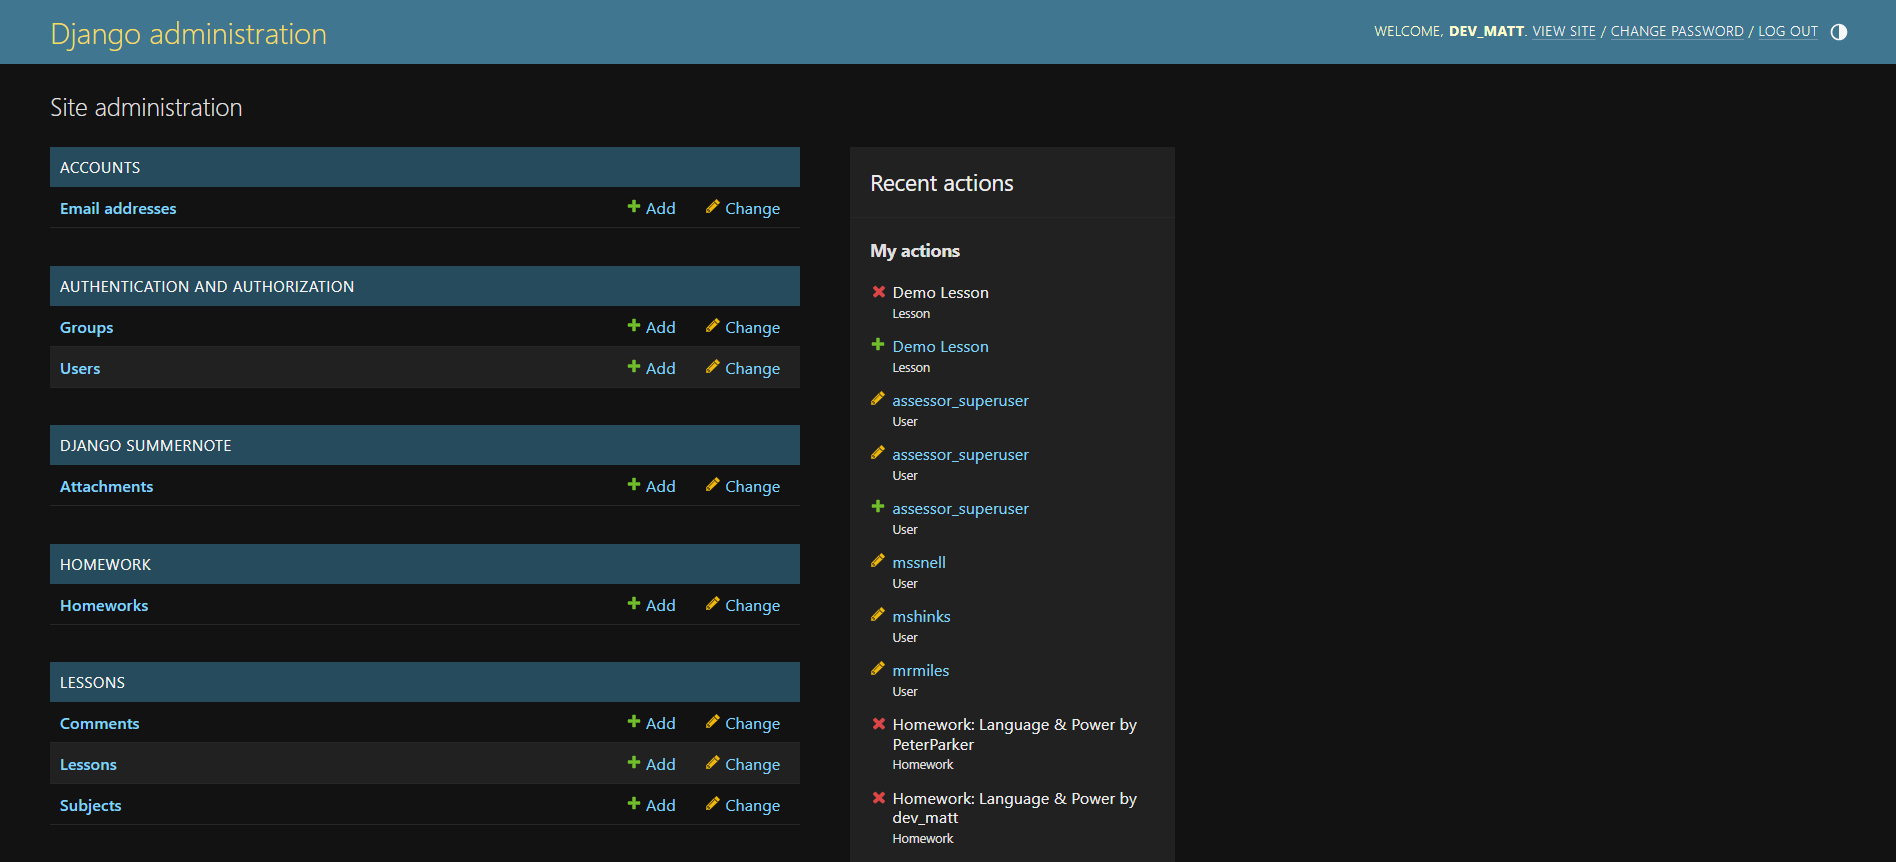 Django administration
WELCOME, DEV_MATT. VIEW SITE / CHANGE PASSWORD / LOG OUT
Site administration
ACCOUNTS
Email addresses Add Change
AUTHENTICATION AND AUTHORIZATION
Groups Add Change
Users Add Change
DJANGO SUMMERNOTE
Attachments Add Change
HOMEWORK
Homeworks Add Change
LESSONS
Comments Add Change
Lessons Add Change
Subjects Add Change
Recent actions
My actions
Demo Lesson
Lesson
Demo Lesson
Lesson
assessor_superuser
User
assessor_superuser
User
assessor_superuser
User
mssnell
User
mshinks
User
mrmiles
User
Homework: Language & Power by
PeterParker
Homework
Homework: Language & Power by
dev_matt
Homework